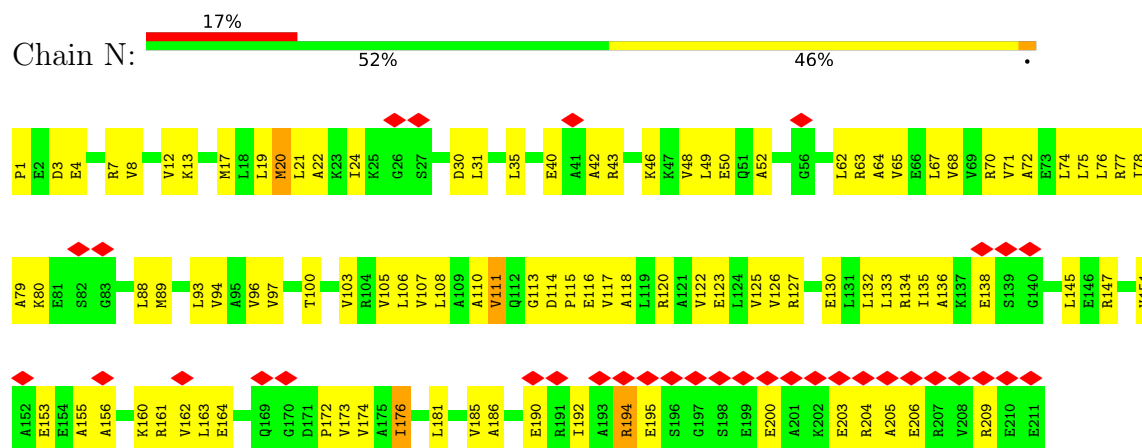 17%
Chain N:
52% 46% •
P1 E2 D3 E4 R7 V8 V12 K13 M17 L18 L19 M20 L21 A22 K23 I24 K25 G26 S27 D30 L31 L35 E40 A41 A42 R43 K46 K47 V48 L49 E50 Q51 A52 G56 L62 R63 A64 V65 E66 L67 V68 V69 R70 V71 A72 E73 L74 L75 L76 R77 I78
A79 K80 E81 S82 G83 L88 M89 L93 V94 A95 V96 V97 T100 V103 R104 V105 L106 V107 L108 A109 A110 V111 Q112 G113 D114 P115 E116 V117 A118 L119 R120 A121 V122 E123 L124 V125 V126 R127 E130 L131 L132 L133 R134 I135 A136 K137 E138 S139 G140 L145 E146 R147
A152 E153 E154 A155 A156 K160 R161 V162 L163 E164 Q169 G170 D171 P172 V173 V174 A175 I176 L181 V185 A186 E190 R191 I192 A193 R194 E195 S196 G197 S198 E199 E200 A201 K202 E203 R204 A205 E206 R207 V208 R209 E210 E211